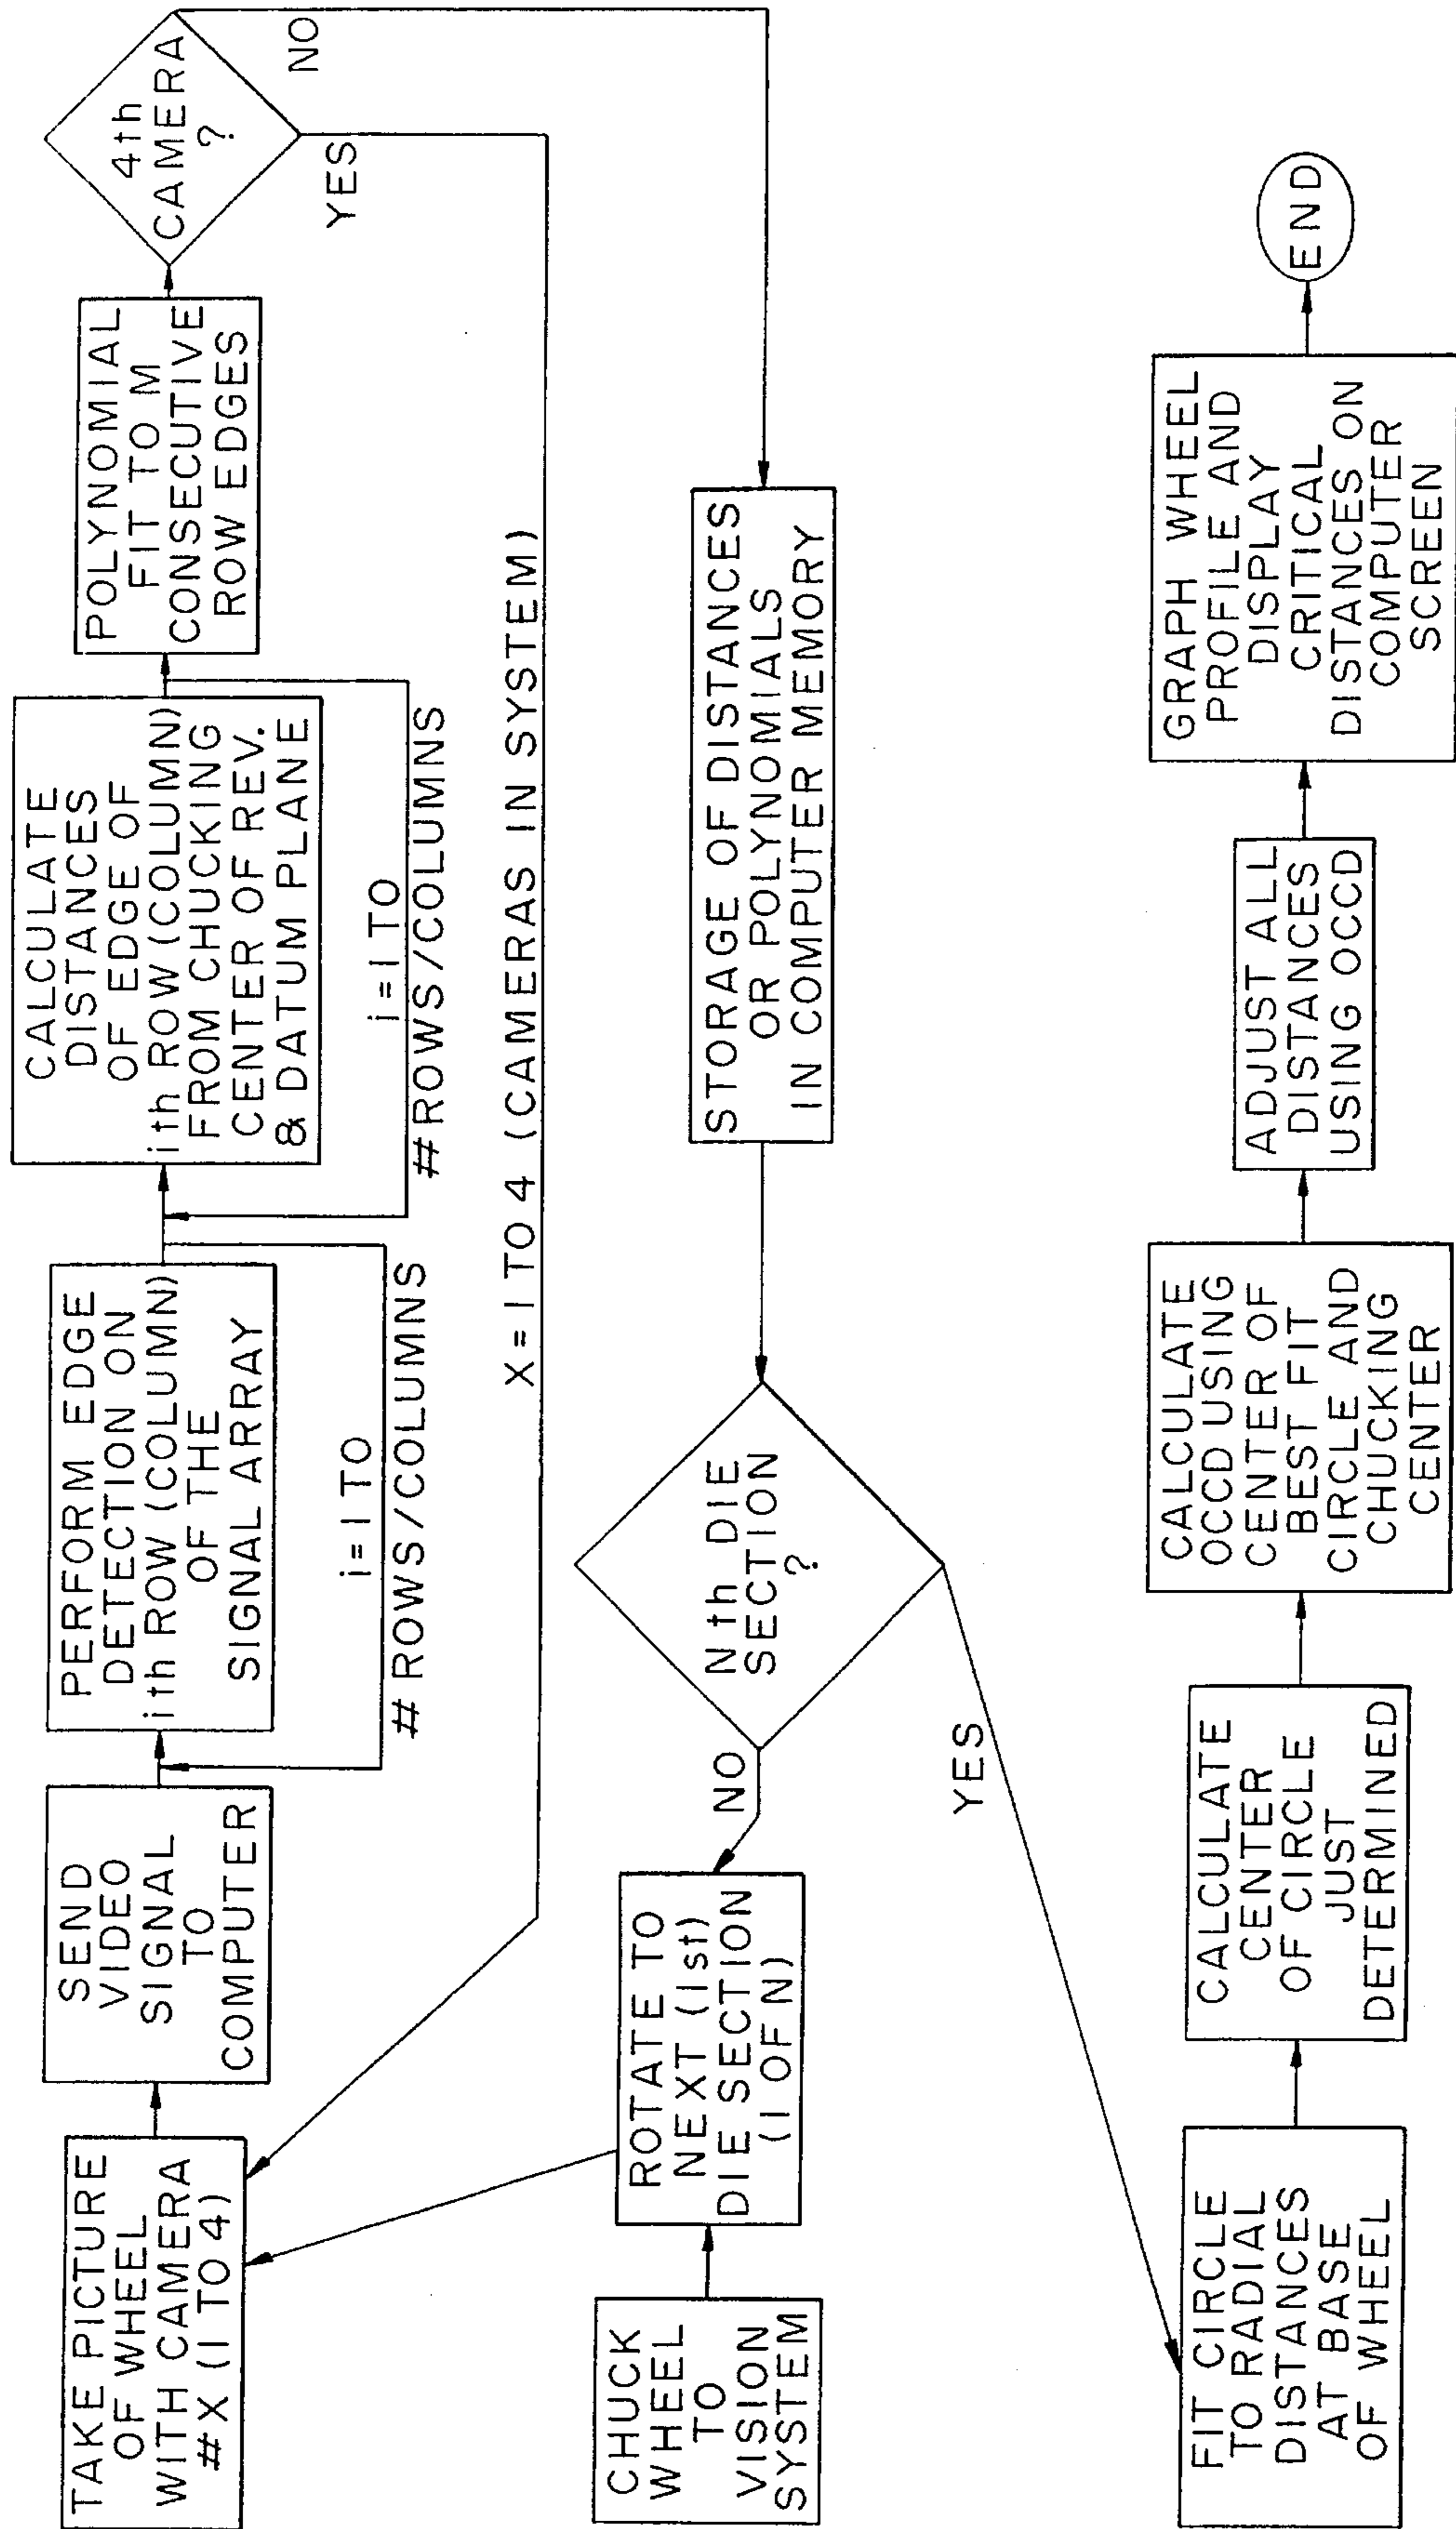 TAKE PICTURE
OF WHEEL
WITH CAMERA
#X (1 TO 4)
SEND
VIDEO
SIGNAL
TO
COMPUTER
PERFORM EDGE
DETECTION ON
ith ROW (COLUMN)
OF THE
SIGNAL ARRAY
i=1 TO
# ROWS/COLUMNS
CALCULATE
DISTANCES
OF EDGE OF
ith ROW (COLUMN)
FROM CHUCKING
CENTER OF REV.
& DATUM PLANE
i=1 TO
#ROWS/COLUMNS
POLYNOMIAL
FIT TO M
CONSECUTIVE
ROW EDGES
4th
CAMERA
?
NO
YES
X = 1 TO 4 (CAMERAS IN SYSTEM)
CHUCK
WHEEL
TO
VISION
SYSTEM
ROTATE TO
NEXT (1st)
DIE SECTION
(1 OF N)
NO
Nth DIE
SECTION
?
YES
STORAGE OF DISTANCES
OR POLYNOMIALS
IN COMPUTER MEMORY
FIT CIRCLE
TO RADIAL
DISTANCES
AT BASE
OF WHEEL
CALCULATE
CENTER
OF CIRCLE
JUST
DETERMINED
CALCULATE
OCCD USING
CENTER OF
BEST FIT
CIRCLE AND
CHUCKING
CENTER
ADJUST ALL
DISTANCES
USING OCCD
GRAPH WHEEL
PROFILE AND
DISPLAY
CRITICAL
DISTANCES ON
COMPUTER
SCREEN
END